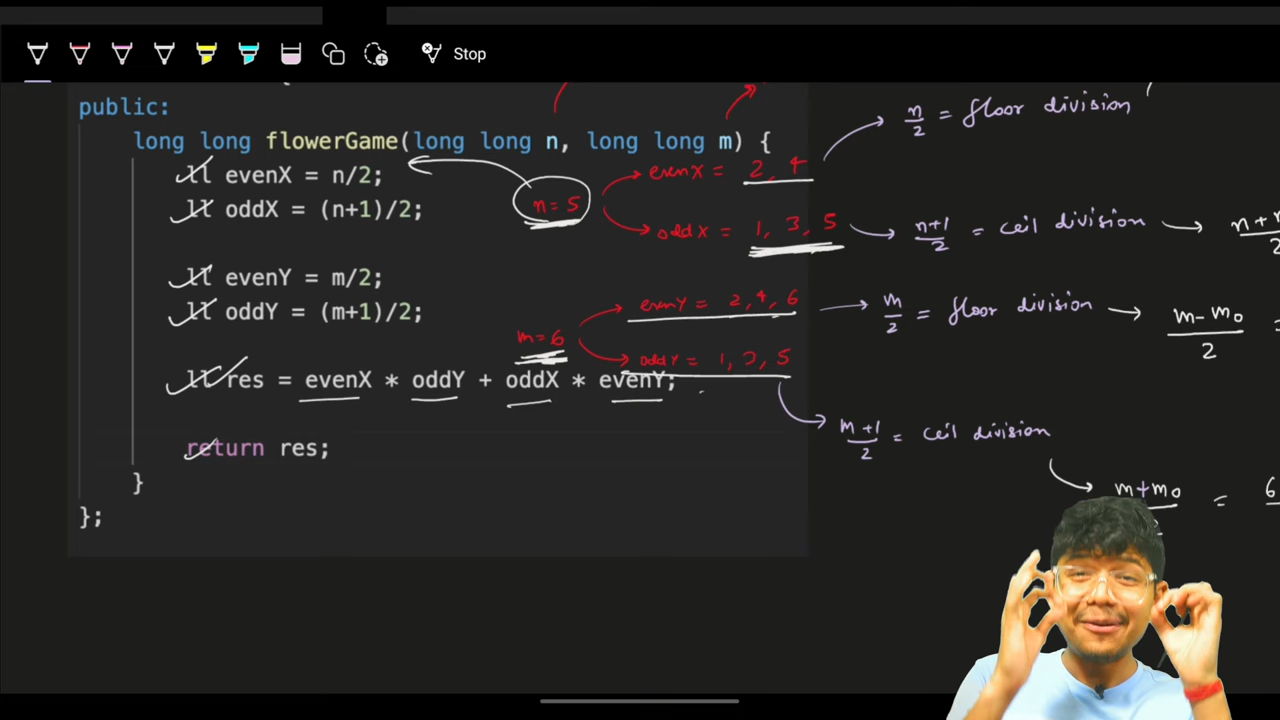 Stop
public:
long long flowerGame(long long n, long long m) {
ll evenX = n/2;
ll oddX = (n+1)/2;
ll evenY = m/2;
ll oddY = (m+1)/2;
ll res = evenX * oddY + oddX * evenY;
return res;
}
};
n = 5
evenX = 2, 4
oddX = 1, 3, 5
m=6
evenY = 2, 4, 6
oddY = 1, 3, 5
n/2 = floor division
n+1/2 = ceil division
m/2 = floor division
m - m0 / 2 =
m+1/2 = ceil division
m+m0 = 6